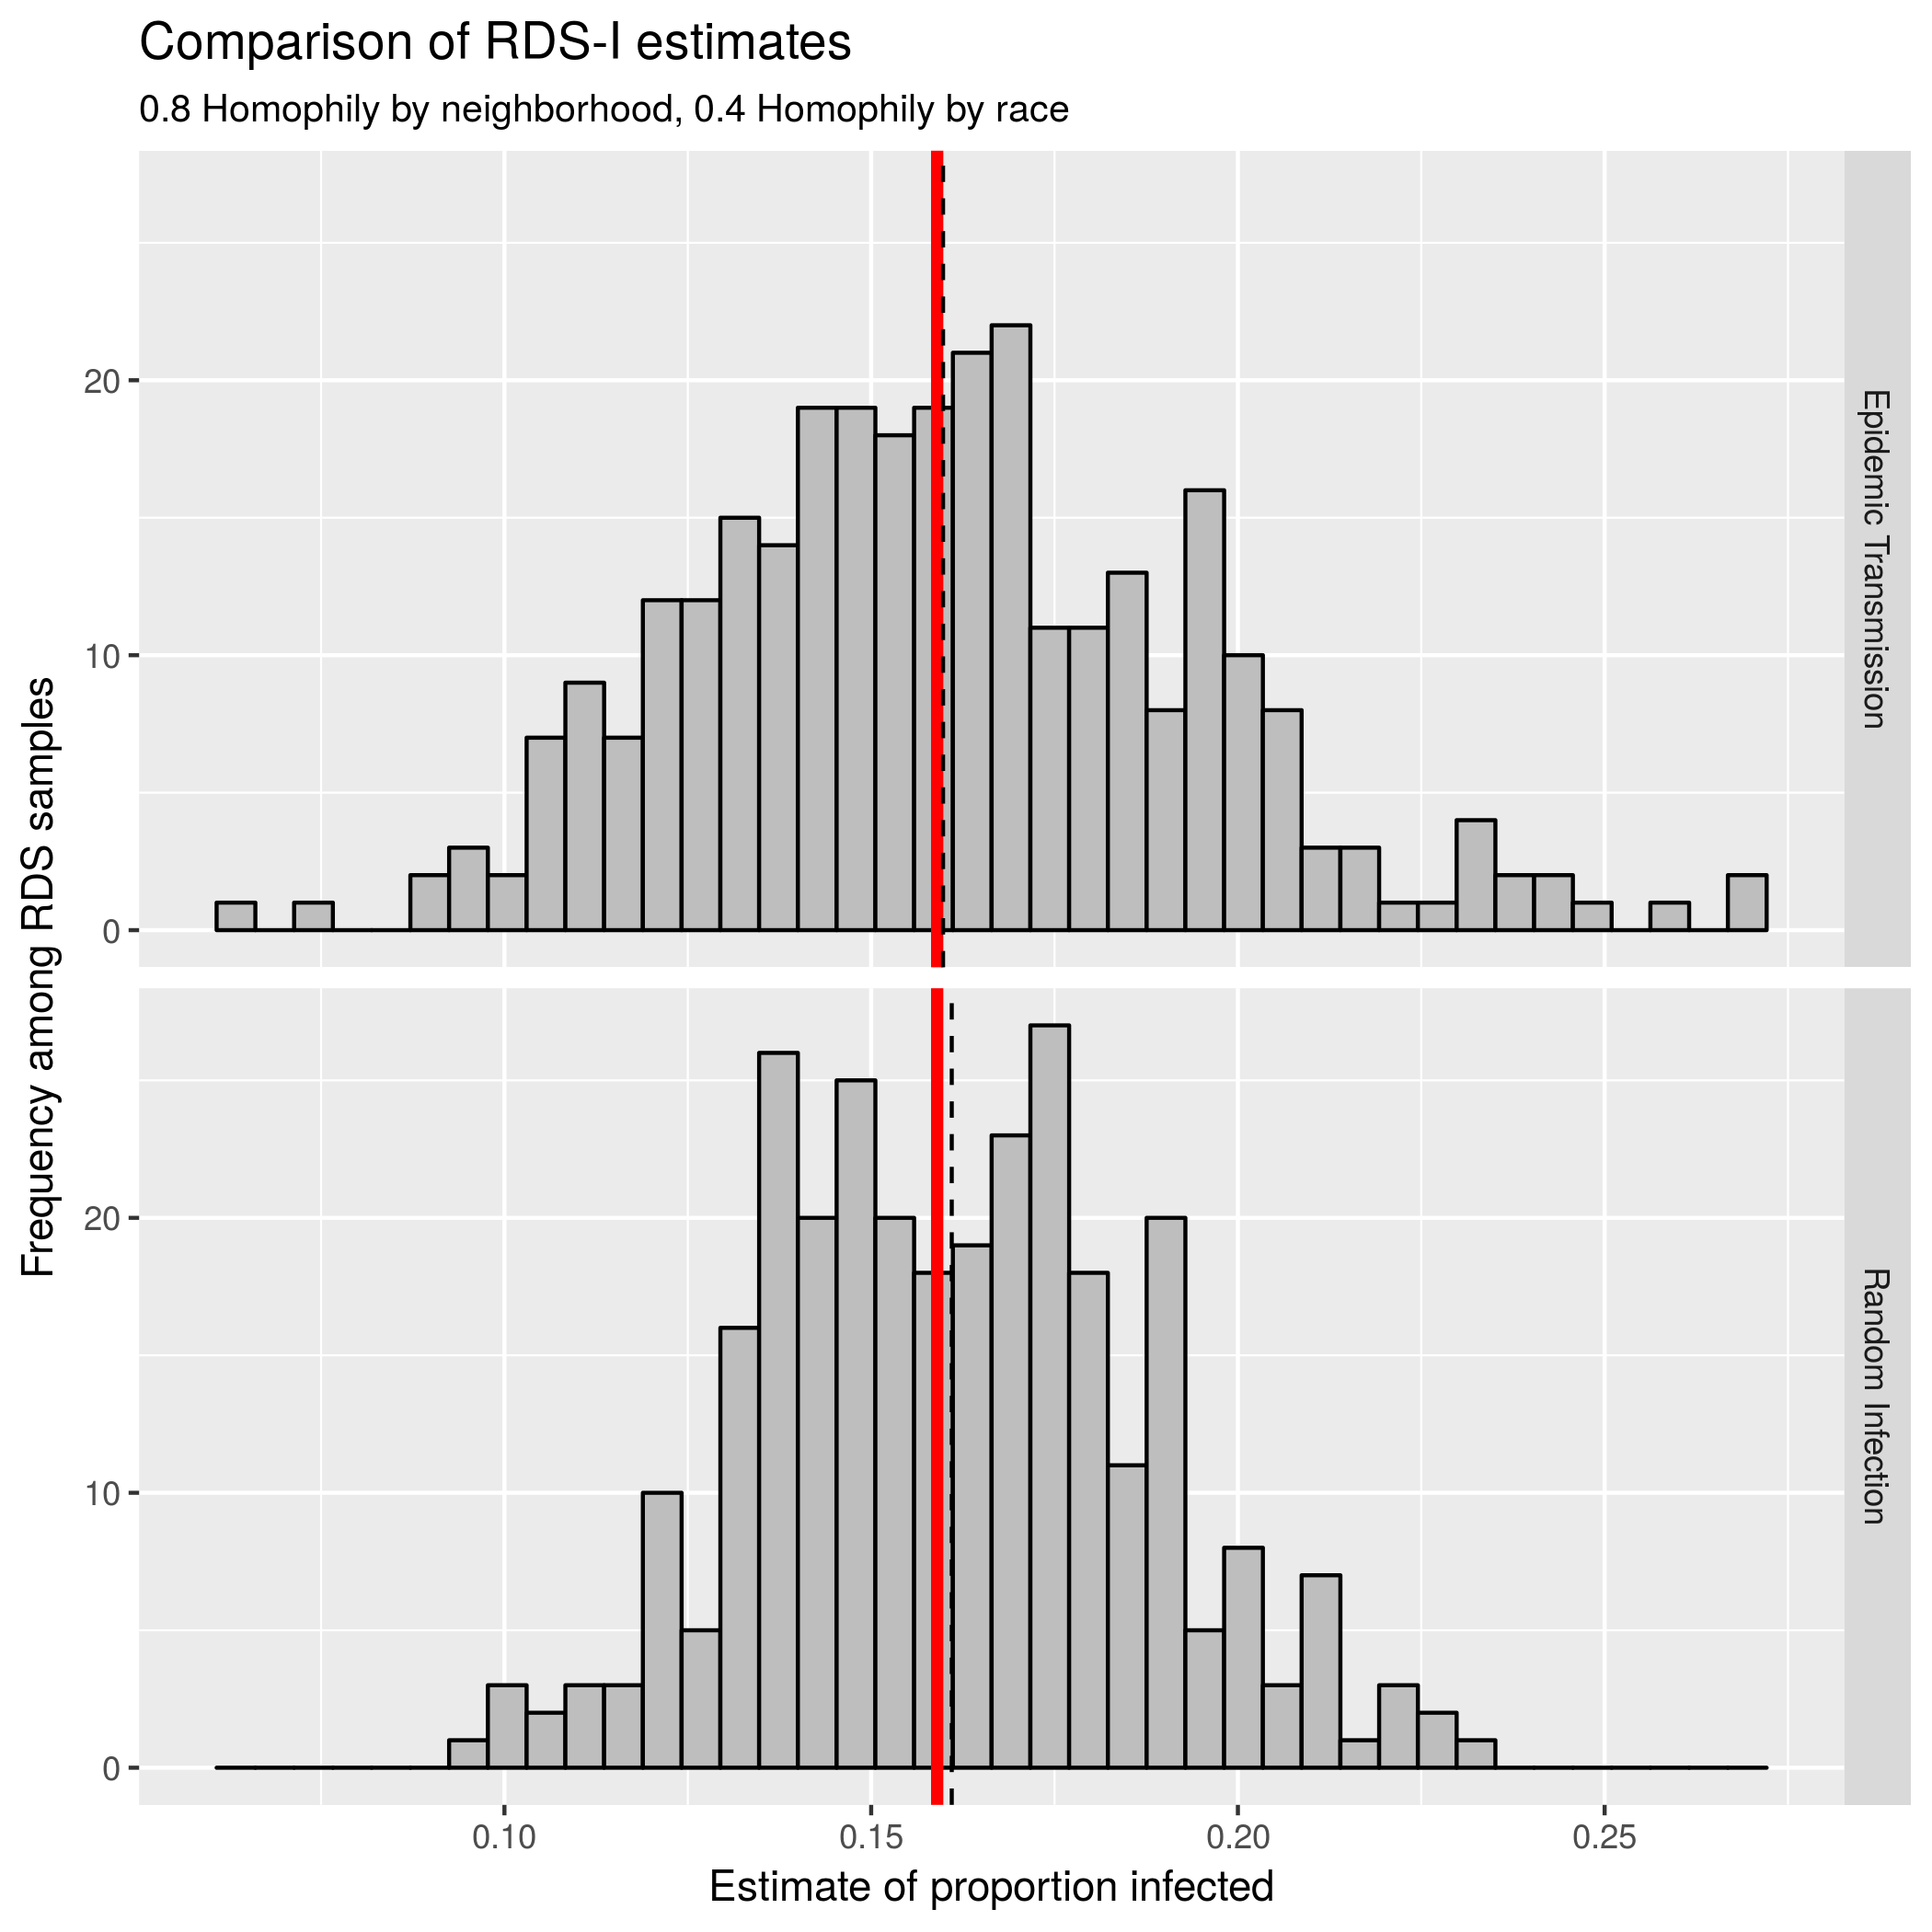 Comparison of RDS-I estimates
0.8 Homophily by neighborhood, 0.4 Homophily by race
Frequency among RDS samples
20
10
0
Epidemic Transmission
20
10
0
Random Infection
0.10 0.15 0.20 0.25
Estimate of proportion infected